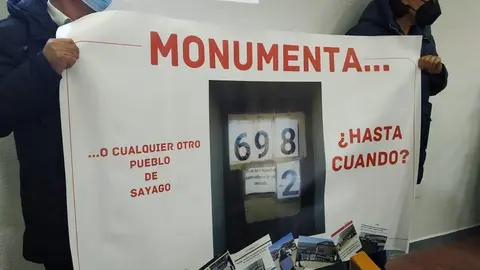 MONUMENTA...
...O CUALQUIER OTRO
PUEBLO
DE
SAYAGO
698
2
¿HASTA
CUANDO?